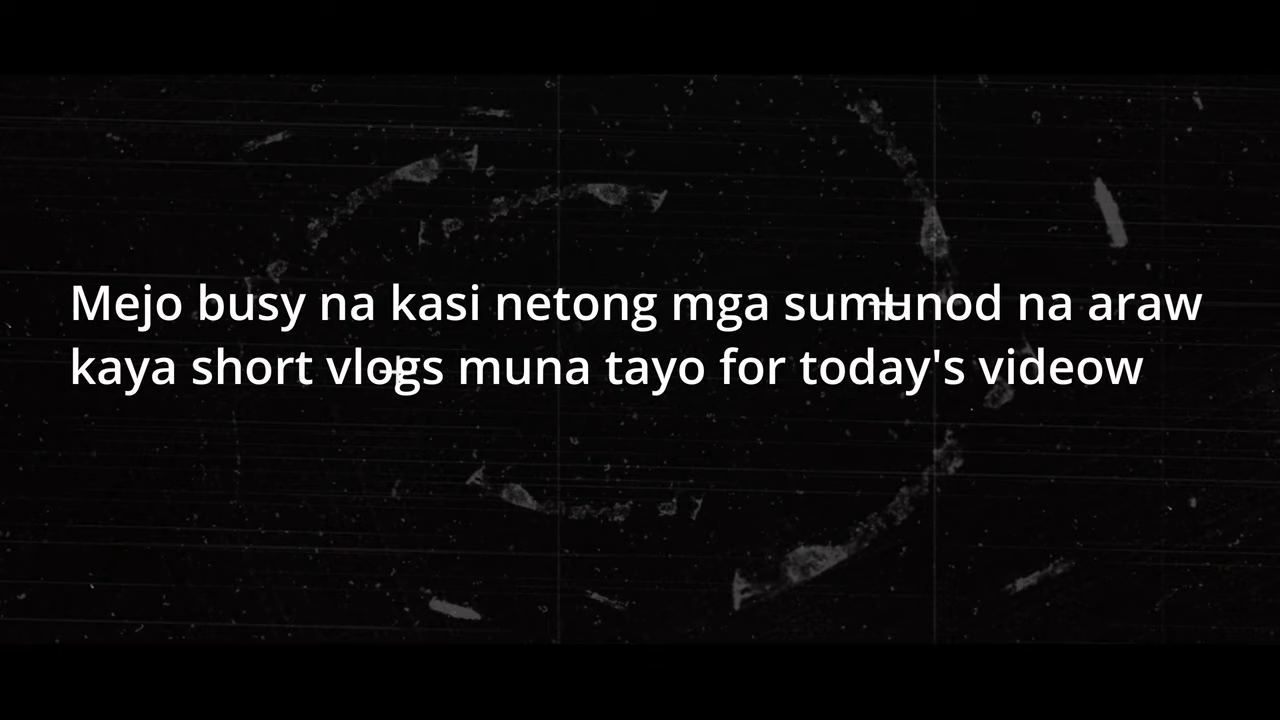 Mejo busy na kasi netong mga sumunod na araw
kaya short vlogs muna tayo for today's videow